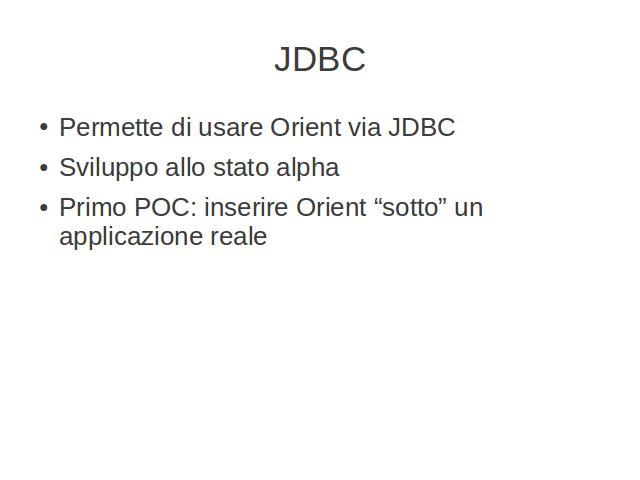 JDBC
• Permette di usare Orient via JDBC
• Sviluppo allo stato alpha
• Primo POC: inserire Orient “sotto” un
applicazione reale